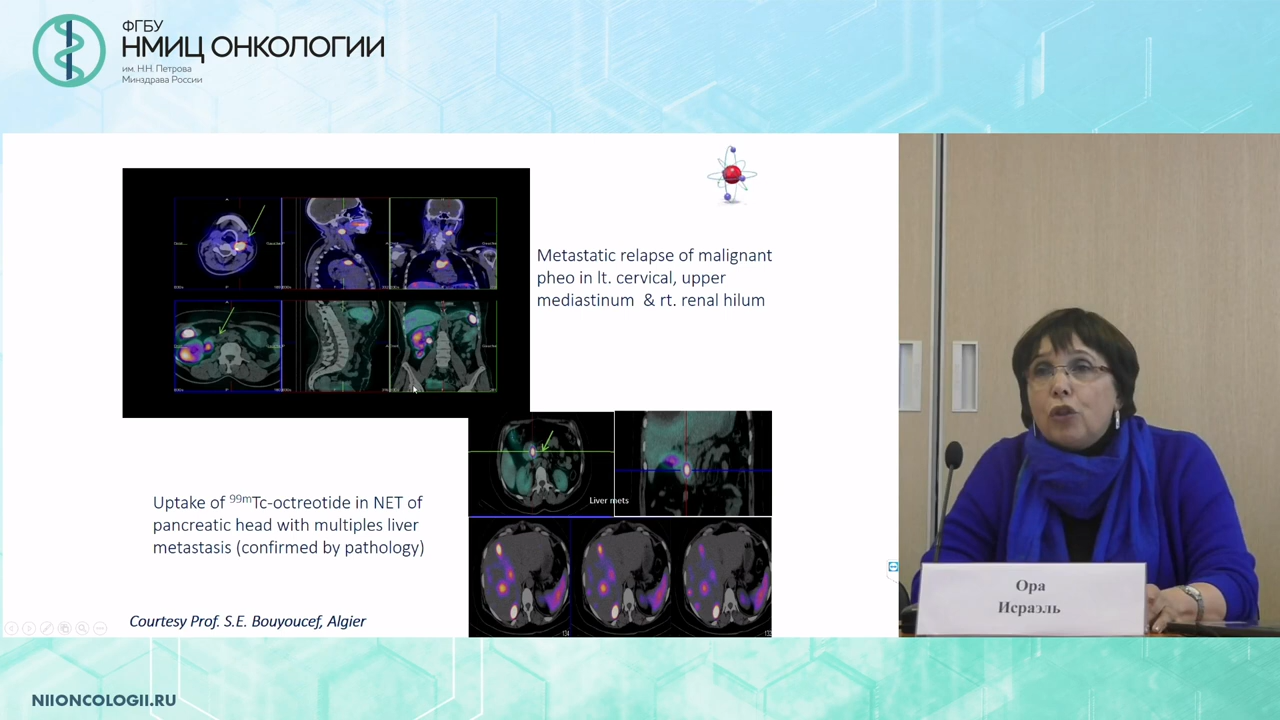 ФГБУ
НМИЦ ОНКОЛОГИИ
им. Н.Н. Петрова
Минздрава России
Metastatic relapse of malignant
pheo in lt. cervical, upper
mediastinum & rt. renal hilum
Liver mets
Uptake of ⁹⁹ᵐTc-octreotide in NET of
pancreatic head with multiples liver
metastasis (confirmed by pathology)
134
Courtesy Prof. S.E. Bouyoucef, Algier
Ора
Исраэль
NIIONCOLOGII.RU